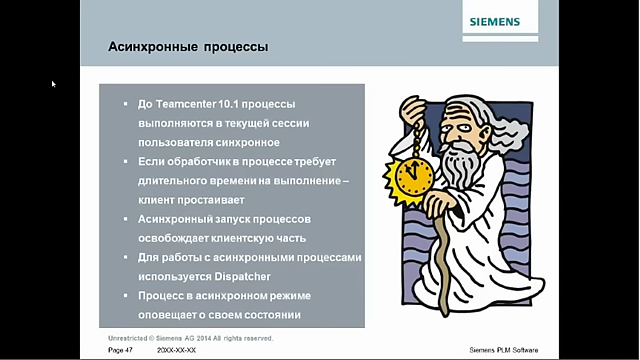 SIEMENS
Асинхронные процессы
До Teamcenter 10.1 процессы
выполняются в текущей сессии
пользователя синхронное
Если обработчик в процессе требует
длительного времени на выполнение –
клиент простаивает
Асинхронный запуск процессов
освобождает клиентскую часть
Для работы с асинхронными процессами
используется Dispatcher
Процесс в асинхронном режиме
оповещает о своем состоянии
Unrestricted © Siemens AG 2014 All rights reserved.
Page 47 20XX-XX-XX Siemens PLM Software